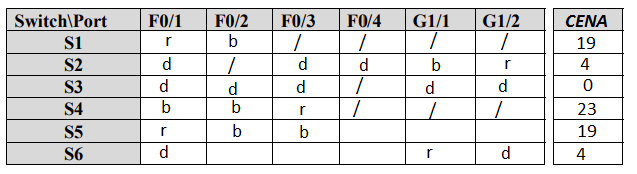 Switch\Port F0/1 F0/2 F0/3 F0/4 G1/1 G1/2 CENA
S1 r b / / / / 19
S2 d / d d b r 4
S3 d d d / d d 0
S4 b b r / / / 23
S5 r b b 19
S6 d r d 4